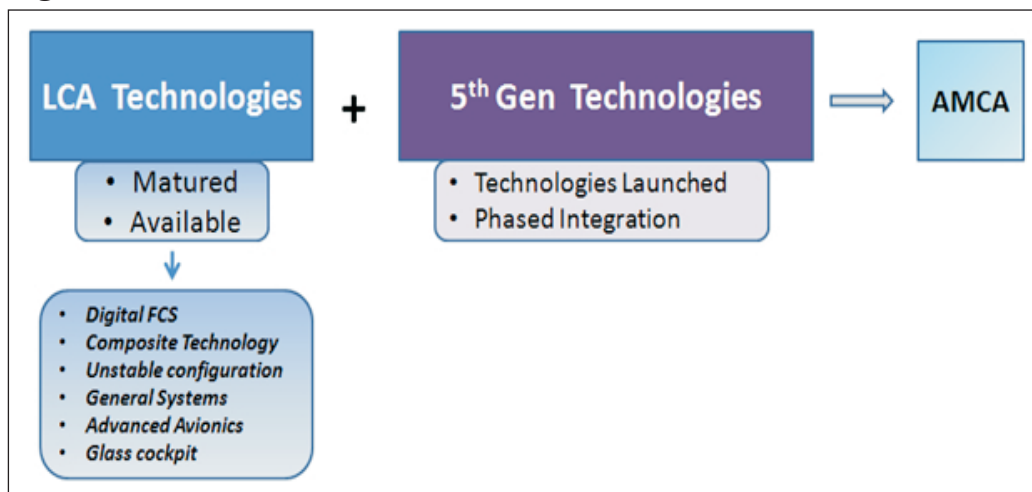 LCA Technologies
+
5th Gen Technologies
AMCA
• Matured
• Available
• Technologies Launched
• Phased Integration
• Digital FCS
• Composite Technology
• Unstable configuration
• General Systems
• Advanced Avionics
• Glass cockpit